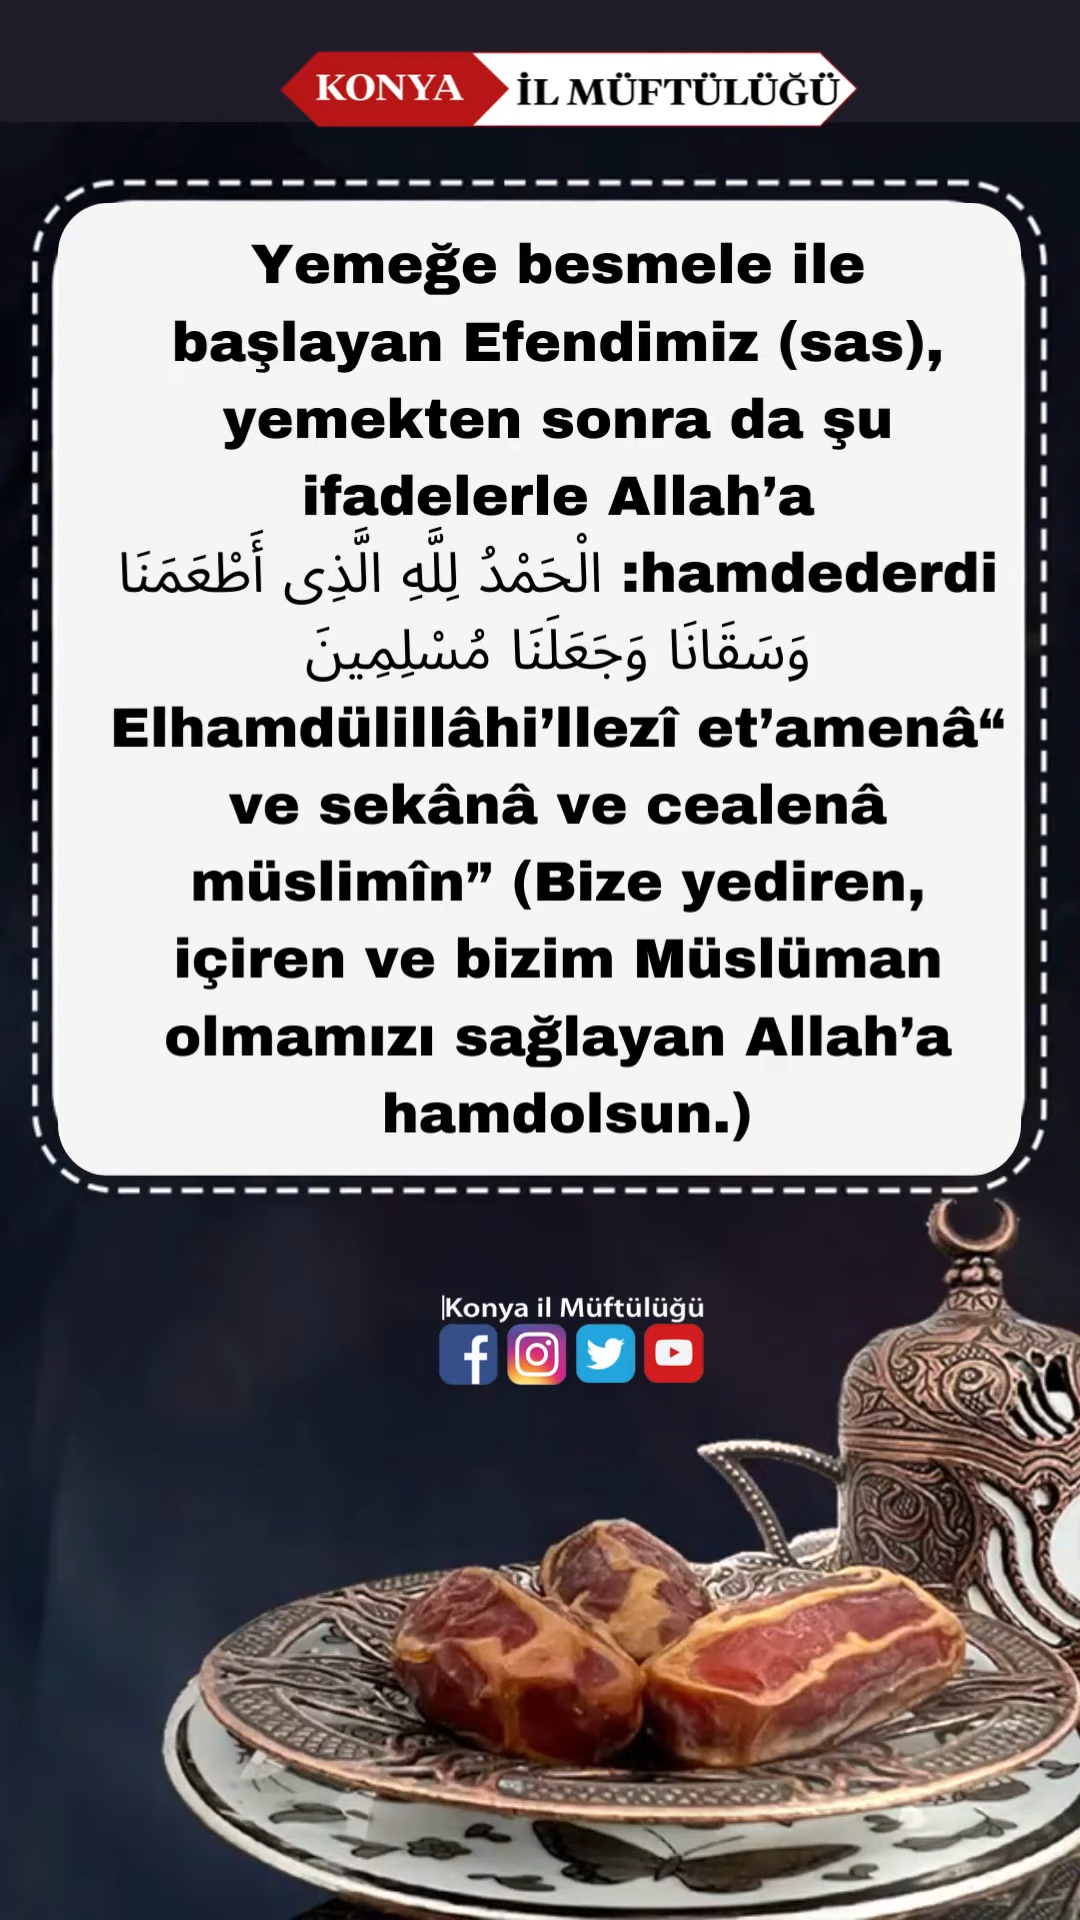 KONYA İL MÜFTÜLÜĞÜ
Yemeğe besmele ile
başlayan Efendimiz (sas),
yemekten sonra da şu
ifadelerle Allah’a
hamdederdi: الْحَمْدُ لِلَّهِ الَّذِى أَطْعَمَنَا
وَسَقَانَا وَجَعَلَنَا مُسْلِمِينَ
“Elhamdülillâhi’llezî et’amenâ
ve sekânâ ve cealenâ
müslimîn” (Bize yediren,
içiren ve bizim Müslüman
olmamızı sağlayan Allah’a
hamdolsun.)
Konya il Müftülüğü